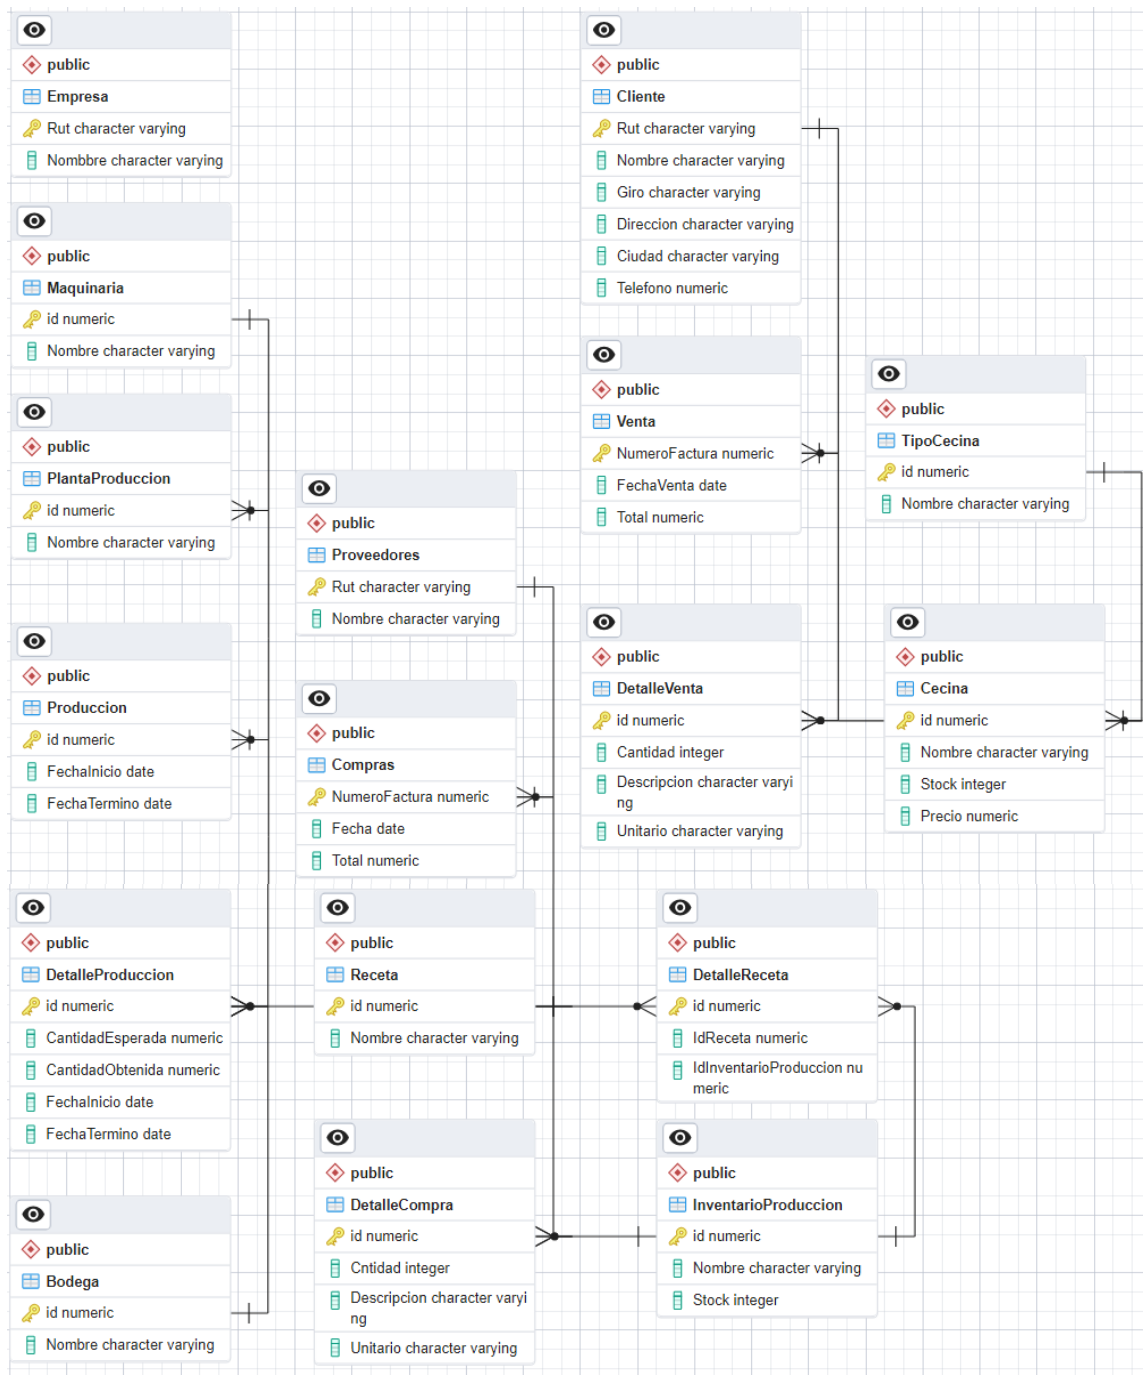 public
Empresa
Rut character varying
Nombbre character varying
public
Maquinaria
id numeric
Nombre character varying
public
PlantaProduccion
id numeric
Nombre character varying
public
Produccion
id numeric
FechaInicio date
FechaTermino date
public
DetalleProduccion
id numeric
CantidadEsperada numeric
CantidadObtenida numeric
FechaInicio date
FechaTermino date
public
Bodega
id numeric
Nombre character varying
public
Proveedores
Rut character varying
Nombre character varying
public
Compras
NumeroFactura numeric
Fecha date
Total numeric
public
Receta
id numeric
Nombre character varying
public
DetalleCompra
id numeric
Cntidad integer
Descripcion character varyi
ng
Unitario character varying
public
Cliente
Rut character varying
Nombre character varying
Giro character varying
Direccion character varying
Ciudad character varying
Telefono numeric
public
Venta
NumeroFactura numeric
FechaVenta date
Total numeric
public
DetalleVenta
id numeric
Cantidad integer
Descripcion character varyi
ng
Unitario character varying
public
TipoCecina
id numeric
Nombre character varying
public
Cecina
id numeric
Nombre character varying
Stock integer
Precio numeric
public
DetalleReceta
id numeric
IdReceta numeric
IdInventarioProduccion nu
meric
public
InventarioProduccion
id numeric
Nombre character varying
Stock integer